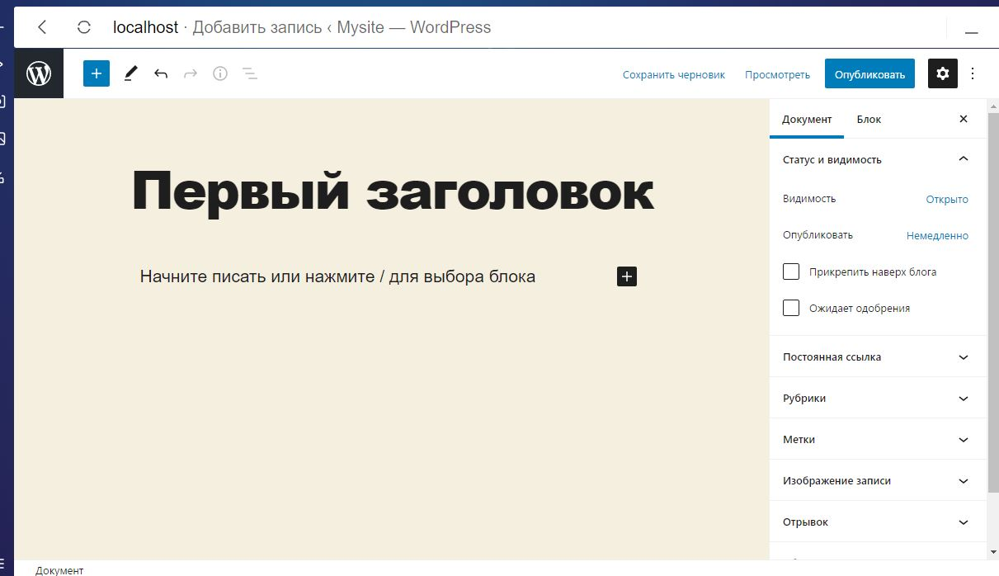 localhost · Добавить запись ‹ Mysite — WordPress
Сохранить черновик Просмотреть Опубликовать
Документ Блок
Статус и видимость
Первый заголовок
Видимость Открыто
Опубликовать Немедленно
Начните писать или нажмите / для выбора блока
Прикрепить наверх блога
Ожидает одобрения
Постоянная ссылка
Рубрики
Метки
Изображение записи
Отрывок
Документ